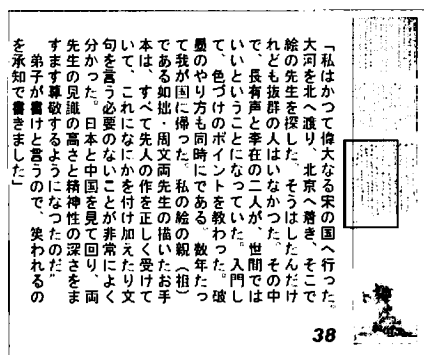 「私はかつて偉大なる宋の国へ行った。
大河を北へ渡り、北京へ着き、そこで
絵の先生を探した。そうはしたんだけ
れども抜群の人はいなかった。その中
で、長有声と李在の二人が、世間では
いいということになっていた。入門し
て、色づけのポイントを教わった。破
墨のやり方も同時にである。数年たっ
て我が国に帰った。私の絵の親(祖)
である如拙・周文両先生の描いたお手
本は、すべて先人の作を正しく受けて
いて、これになにかを付け加えたり文
句を言う必要のないことが非常によく
分かった。日本と中国を見て回り、両
先生の見識の高さと精神性の深さをま
すます尊敬するようになつたのだ"
弟子が書けと言うので、笑われるの
を承知で書きました」
38